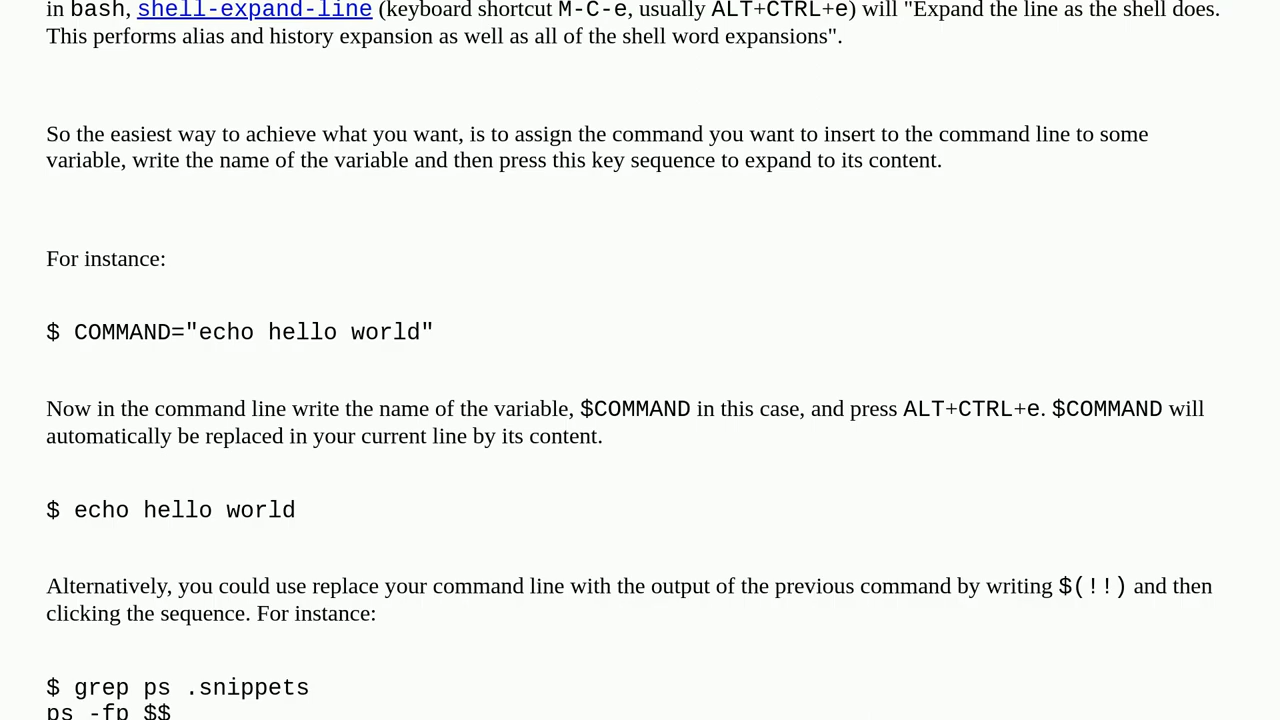 in bash, shell-expand-line (keyboard shortcut M-C-e, usually ALT+CTRL+e) will "Expand the line as the shell does.
This performs alias and history expansion as well as all of the shell word expansions".
So the easiest way to achieve what you want, is to assign the command you want to insert to the command line to some
variable, write the name of the variable and then press this key sequence to expand to its content.
For instance:
$ COMMAND="echo hello world"
Now in the command line write the name of the variable, $COMMAND in this case, and press ALT+CTRL+e. $COMMAND will
automatically be replaced in your current line by its content.
$ echo hello world
Alternatively, you could use replace your command line with the output of the previous command by writing $(!!) and then
clicking the sequence. For instance:
$ grep ps .snippets
ps -fp $$